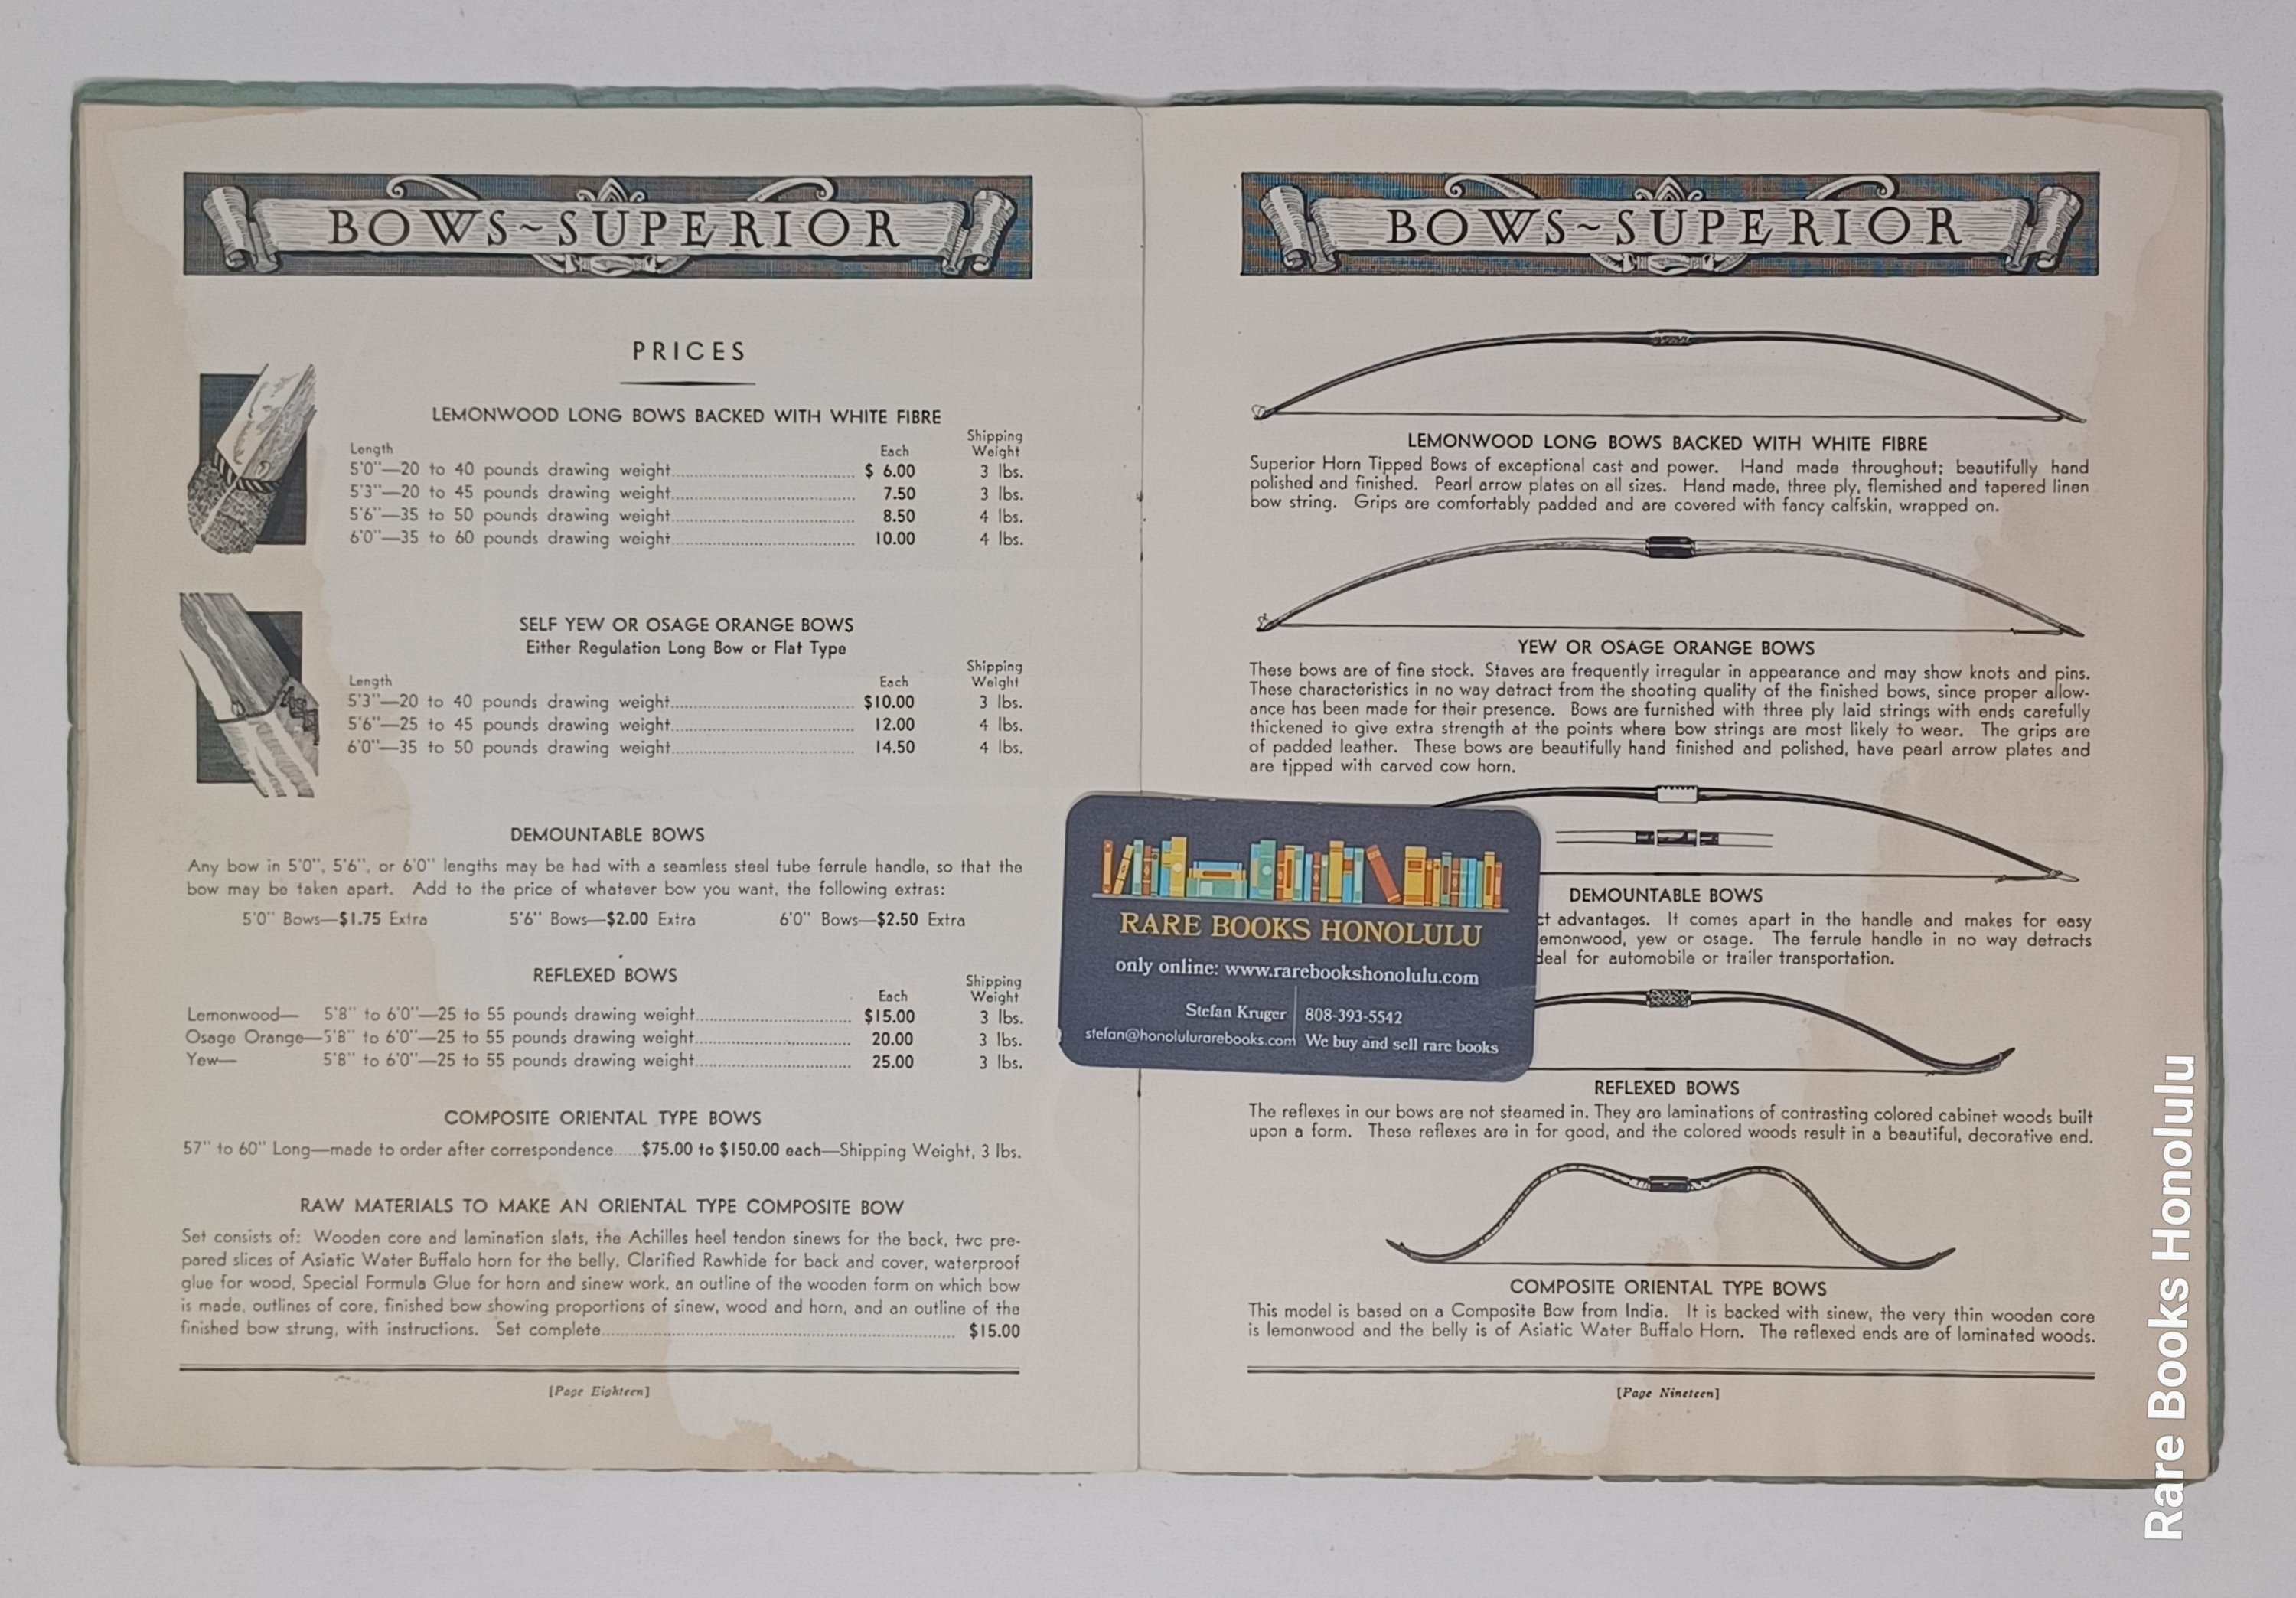 BOWS~SUPERIOR
PRICES
LEMONWOOD LONG BOWS BACKED WITH WHITE FIBRE
Length Each Shipping Weight
5'0"—20 to 40 pounds drawing weight $ 6.00 3 lbs.
5'3"—20 to 45 pounds drawing weight 7.50 3 lbs.
5'6"—35 to 50 pounds drawing weight 8.50 4 lbs.
6'0"—35 to 60 pounds drawing weight 10.00 4 lbs.
SELF YEW OR OSAGE ORANGE BOWS
Either Regulation Long Bow or Flat Type
Length Each Shipping Weight
5'3"—20 to 40 pounds drawing weight $10.00 3 lbs.
5'6"—25 to 45 pounds drawing weight 12.00 4 lbs.
6'0"—35 to 50 pounds drawing weight 14.50 4 lbs.
DEMOUNTABLE BOWS
Any bow in 5'0", 5'6", or 6'0" lengths may be had with a seamless steel tube ferrule handle, so that the
bow may be taken apart. Add to the price of whatever bow you want, the following extras:
5'0" Bows—$1.75 Extra 5'6" Bows—$2.00 Extra 6'0" Bows—$2.50 Extra
REFLEXED BOWS
Each Shipping Weight
Lemonwood— 5'8" to 6'0"—25 to 55 pounds drawing weight $15.00 3 lbs.
Osage Orange—5'8" to 6'0"—25 to 55 pounds drawing weight 20.00 3 lbs.
Yew— 5'8" to 6'0"—25 to 55 pounds drawing weight 25.00 3 lbs.
COMPOSITE ORIENTAL TYPE BOWS
57" to 60" Long—made to order after correspondence $75.00 to $150.00 each—Shipping Weight, 3 lbs.
RAW MATERIALS TO MAKE AN ORIENTAL TYPE COMPOSITE BOW
Set consists of: Wooden core and lamination slats, the Achilles heel tendon sinews for the back, two pre-
pared slices of Asiatic Water Buffalo horn for the belly, Clarified Rawhide for back and cover, waterproof
glue for wood, Special Formula Glue for horn and sinew work, an outline of the wooden form on which bow
is made, outlines of core, finished bow showing proportions of sinew, wood and horn, and an outline of the
finished bow strung, with instructions. Set complete $15.00
[Page Eighteen]
BOWS~SUPERIOR
LEMONWOOD LONG BOWS BACKED WITH WHITE FIBRE
Superior Horn Tipped Bows of exceptional cast and power. Hand made throughout; beautifully hand
polished and finished. Pearl arrow plates on all sizes. Hand made, three ply, flemished and tapered linen
bow string. Grips are comfortably padded and are covered with fancy calfskin, wrapped on.
YEW OR OSAGE ORANGE BOWS
These bows are of fine stock. Staves are frequently irregular in appearance and may show knots and pins.
These characteristics in no way detract from the shooting quality of the finished bows, since proper allow-
ance has been made for their presence. Bows are furnished with three ply laid strings with ends carefully
thickened to give extra strength at the points where bow strings are most likely to wear. The grips are
of padded leather. These bows are beautifully hand finished and polished, have pearl arrow plates and
are tipped with carved cow horn.
DEMOUNTABLE BOWS
advantages. It comes apart in the handle and makes for easy
emonwood, yew or osage. The ferrule handle in no way detracts
deal for automobile or trailer transportation.
REFLEXED BOWS
The reflexes in our bows are not steamed in. They are laminations of contrasting colored cabinet woods built
upon a form. These reflexes are in for good, and the colored woods result in a beautiful, decorative end.
COMPOSITE ORIENTAL TYPE BOWS
This model is based on a Composite Bow from India. It is backed with sinew, the very thin wooden core
is lemonwood and the belly is of Asiatic Water Buffalo Horn. The reflexed ends are of laminated woods.
[Page Nineteen]
RARE BOOKS HONOLULU
only online: www.rarebookshonolulu.com
Stefan Kruger 808-393-5542
stefan@honolulurarebooks.com We buy and sell rare books
Rare Books Honolulu